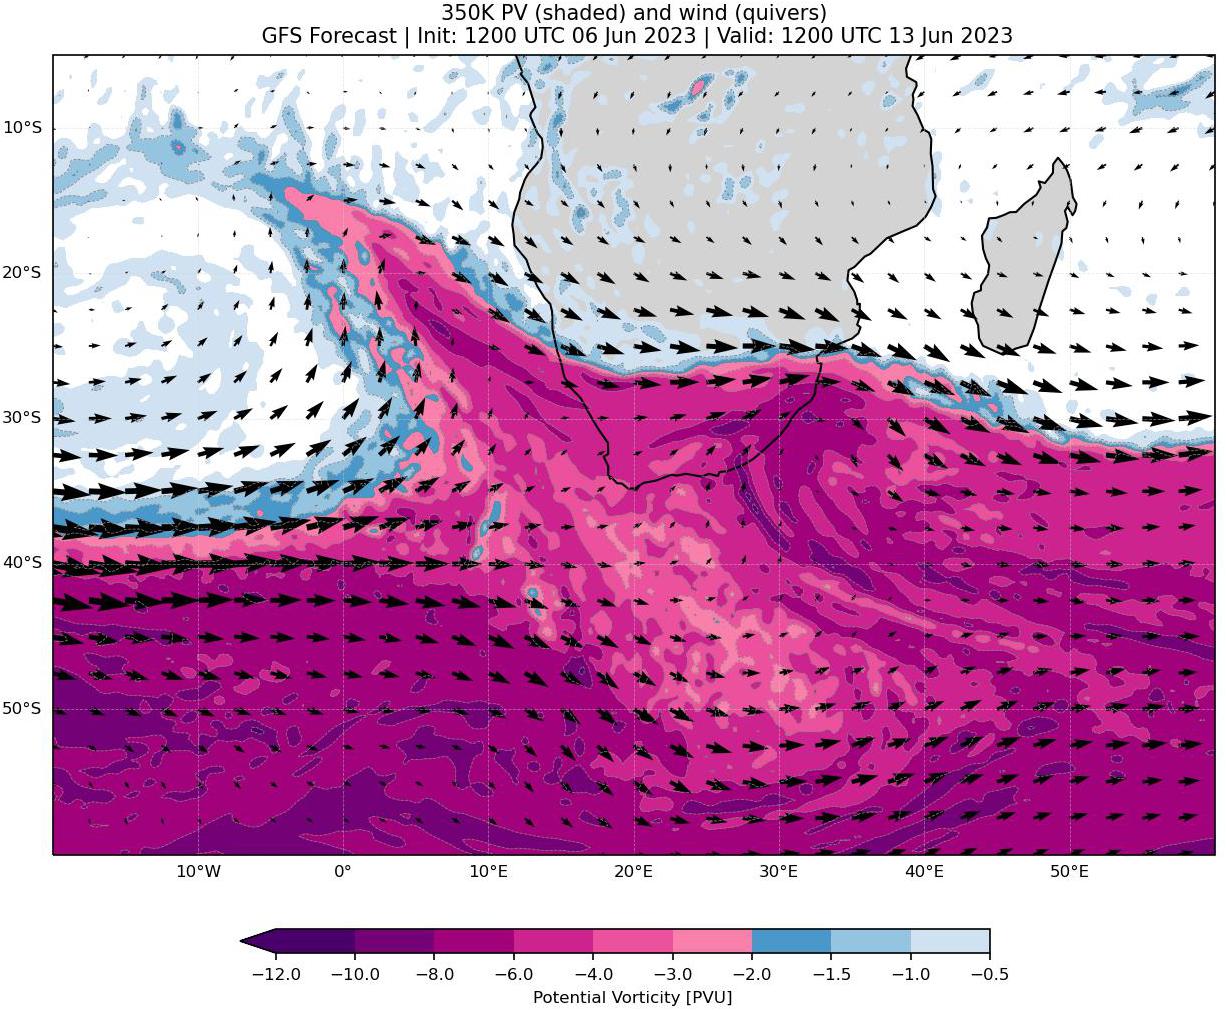 350K PV (shaded) and wind (quivers)
GFS Forecast | Init: 1200 UTC 06 Jun 2023 | Valid: 1200 UTC 13 Jun 2023
10°S
20°S
30°S
40°S
50°S
10°W 0° 10°E 20°E 30°E 40°E 50°E
−12.0 −10.0 −8.0 −6.0 −4.0 −3.0 −2.0 −1.5 −1.0 −0.5
Potential Vorticity [PVU]